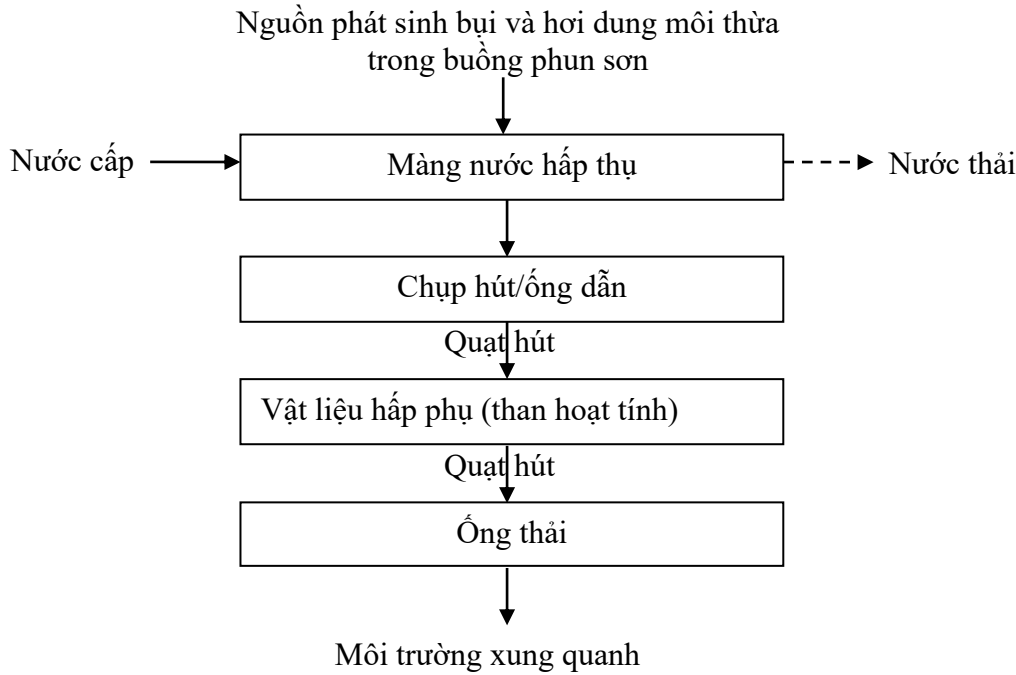 Nguồn phát sinh bụi và hơi dung môi thừa
trong buồng phun sơn
Nước cấp
Màng nước hấp thụ
Nước thải
Chụp hút/ống dẫn
Quạt hút
Vật liệu hấp phụ (than hoạt tính)
Quạt hút
Ống thải
Môi trường xung quanh